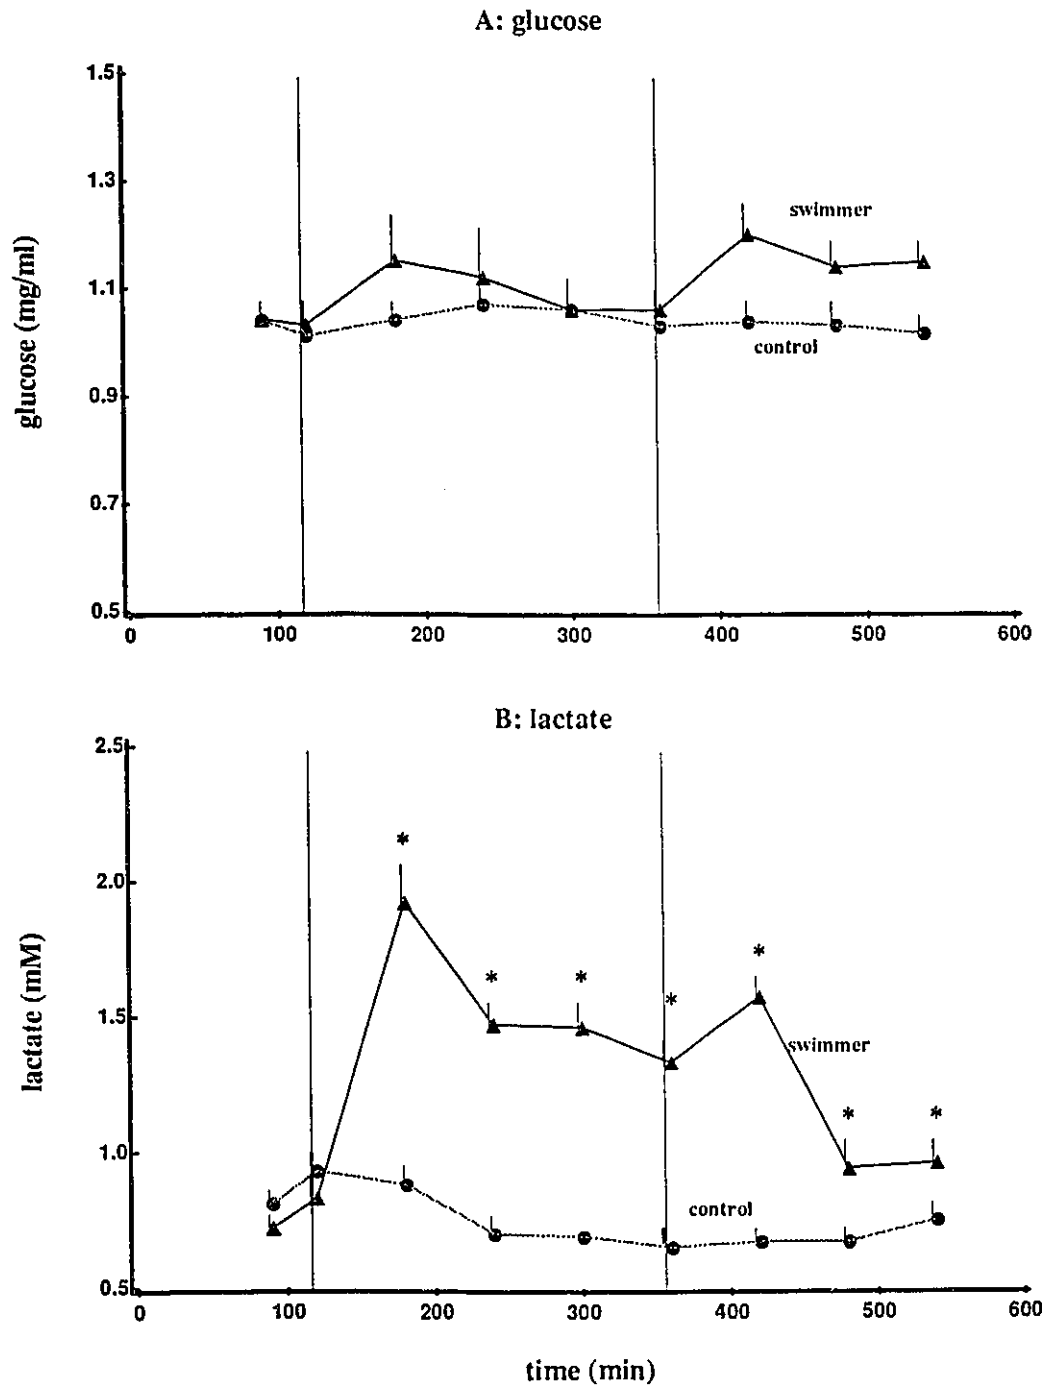 A: glucose
1.5
1.3
1.1
0.9
0.7
0.5
glucose (mg/ml)
swimmer
control
0 100 200 300 400 500 600
B: lactate
2.5
2.0
1.5
1.0
0.5
lactate (mM)
*
* * * *
swimmer
* *
control
0 100 200 300 400 500 600
time (min)